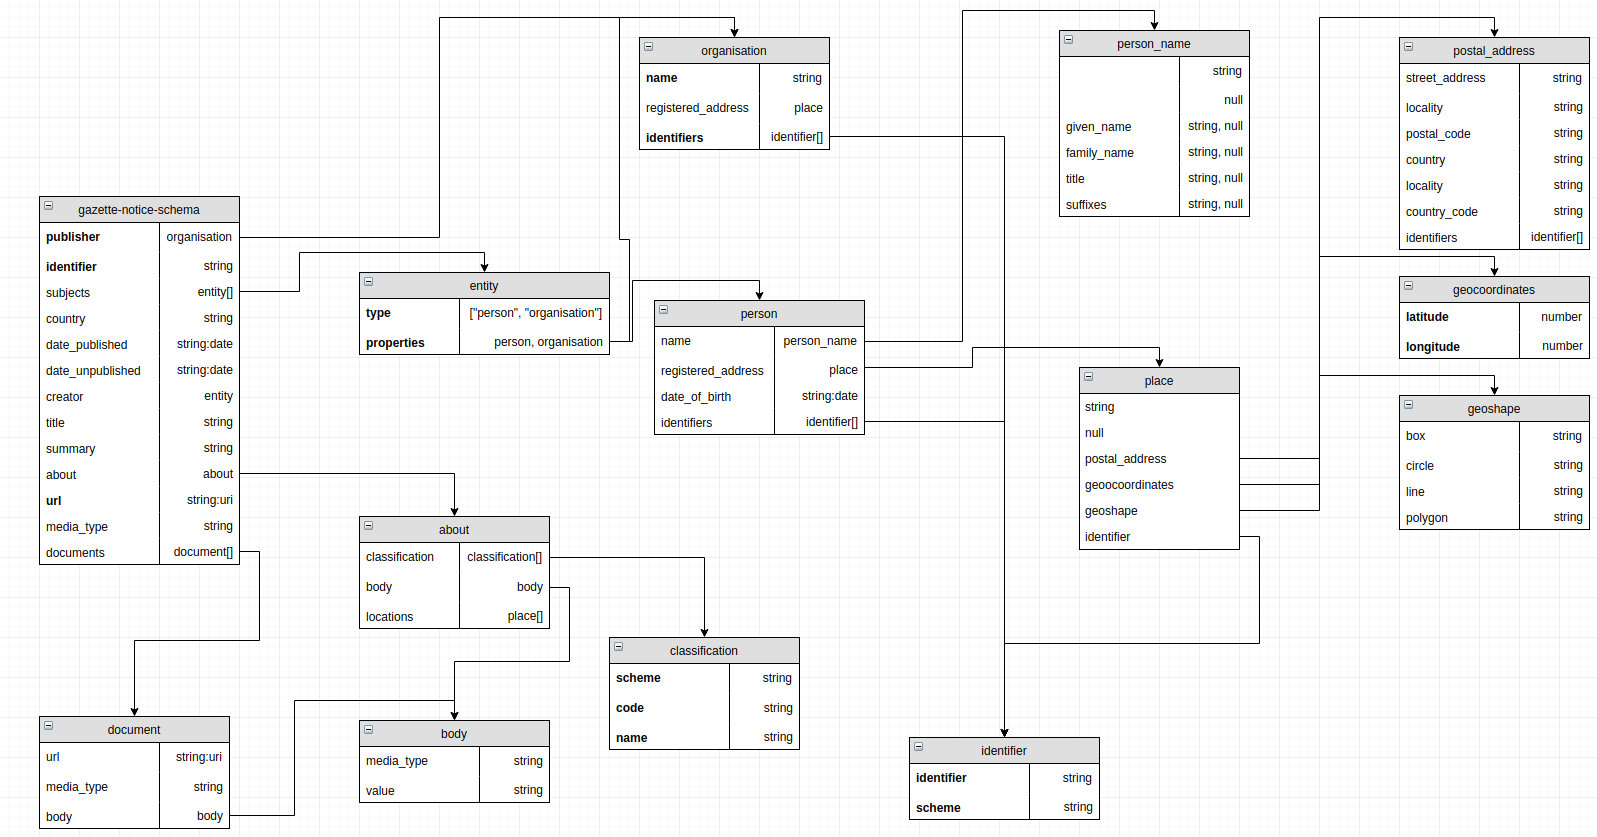 organisation
name string
registered_address place
identifiers identifier[]
person_name
string
null
given_name string, null
family_name string, null
title string, null
suffixes string, null
postal_address
street_address string
locality string
postal_code string
country string
locality string
country_code string
identifiers identifier[]
gazette-notice-schema
publisher organisation
identifier string
subjects entity[]
country string
date_published string:date
date_unpublished string:date
creator entity
title string
summary string
about about
url string:uri
media_type string
documents document[]
entity
type ["person", "organisation"]
properties person, organisation
person
name person_name
registered_address place
date_of_birth string:date
identifiers identifier[]
geocoordinates
latitude number
longitude number
place
string
null
postal_address
geoocoordinates
geoshape
identifier
geoshape
box string
circle string
line string
polygon string
about
classification classification[]
body body
locations place[]
classification
scheme string
code string
name string
document
url string:uri
media_type string
body body
body
media_type string
value string
identifier
identifier string
scheme string